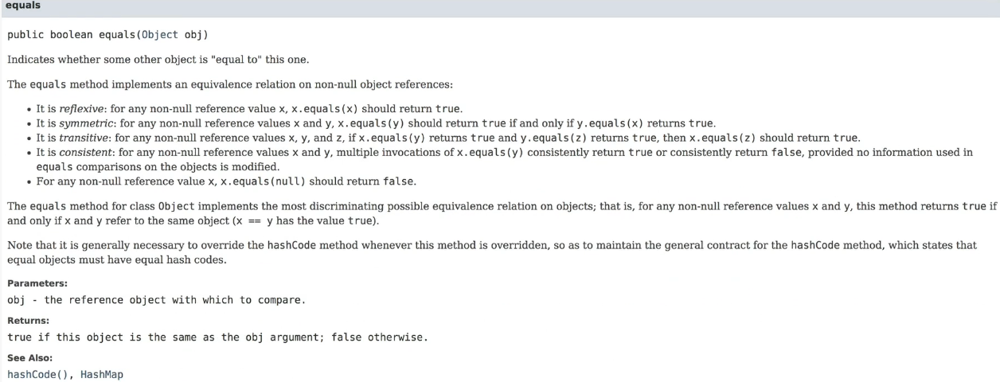 equals
public boolean equals(Object obj)
Indicates whether some other object is "equal to" this one.
The equals method implements an equivalence relation on non-null object references:
• It is reflexive: for any non-null reference value x, x.equals(x) should return true.
• It is symmetric: for any non-null reference values x and y, x.equals(y) should return true if and only if y.equals(x) returns true.
• It is transitive: for any non-null reference values x, y, and z, if x.equals(y) returns true and y.equals(z) returns true, then x.equals(z) should return true.
• It is consistent: for any non-null reference values x and y, multiple invocations of x.equals(y) consistently return true or consistently return false, provided no information used in
equals comparisons on the objects is modified.
• For any non-null reference value x, x.equals(null) should return false.
The equals method for class Object implements the most discriminating possible equivalence relation on objects; that is, for any non-null reference values x and y, this method returns true if
and only if x and y refer to the same object (x == y has the value true).
Note that it is generally necessary to override the hashCode method whenever this method is overridden, so as to maintain the general contract for the hashCode method, which states that
equal objects must have equal hash codes.
Parameters:
obj - the reference object with which to compare.
Returns:
true if this object is the same as the obj argument; false otherwise.
See Also:
hashCode(), HashMap